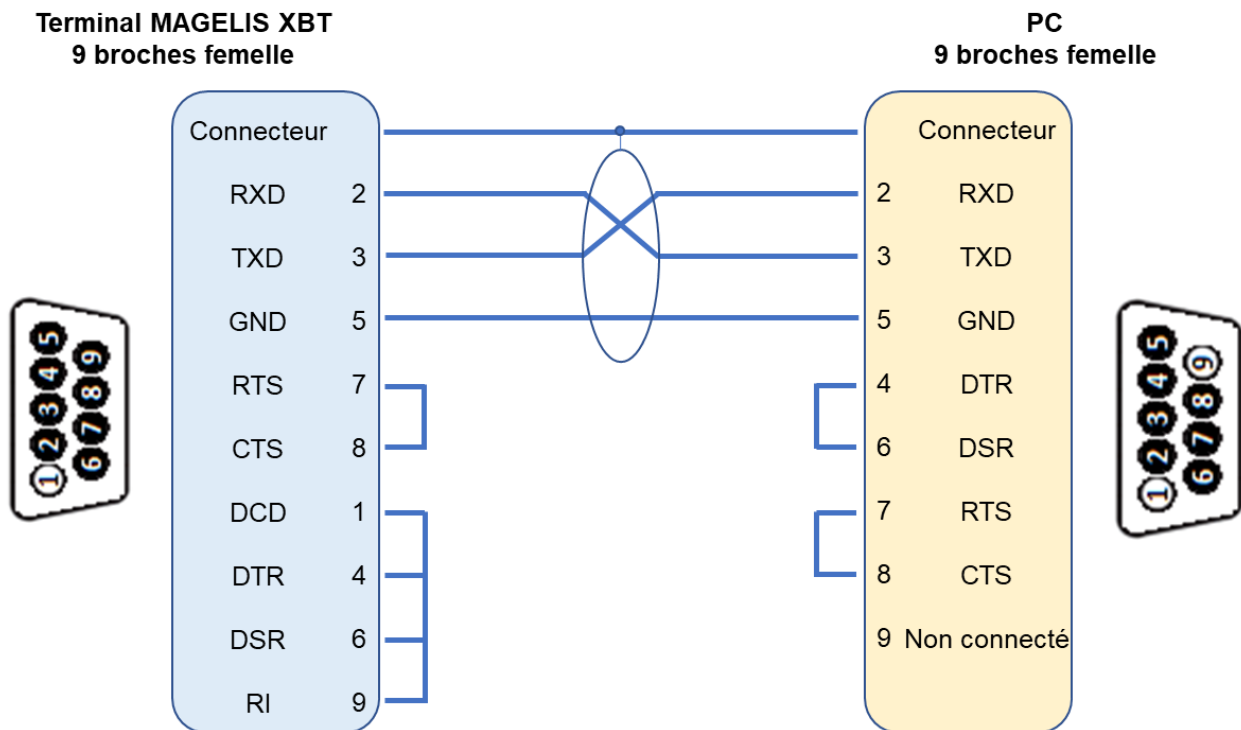 Terminal MAGELIS XBT
9 broches femelle
PC
9 broches femelle
Connecteur
RXD 2
TXD 3
GND 5
RTS 7
CTS 8
DCD 1
DTR 4
DSR 6
RI 9
Connecteur
2 RXD
3 TXD
5 GND
4 DTR
6 DSR
7 RTS
8 CTS
9 Non connecté
1 2 3 4 5
6 7 8 9
1 2 3 4 5
6 7 8 9